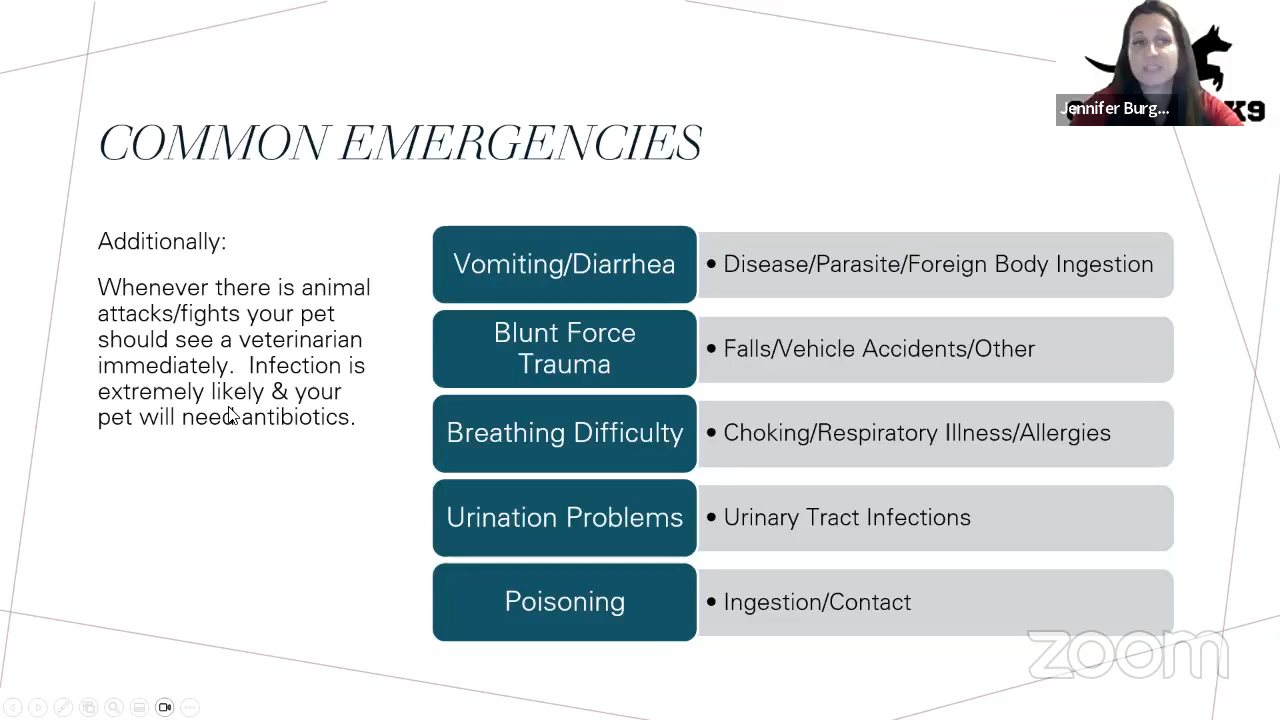 Jennifer Burg...
K9
COMMON EMERGENCIES
Additionally:
Whenever there is animal
attacks/fights your pet
should see a veterinarian
immediately. Infection is
extremely likely & your
pet will need antibiotics.
Vomiting/Diarrhea
• Disease/Parasite/Foreign Body Ingestion
Blunt Force
Trauma
• Falls/Vehicle Accidents/Other
Breathing Difficulty
• Choking/Respiratory Illness/Allergies
Urination Problems
• Urinary Tract Infections
Poisoning
• Ingestion/Contact
zoom